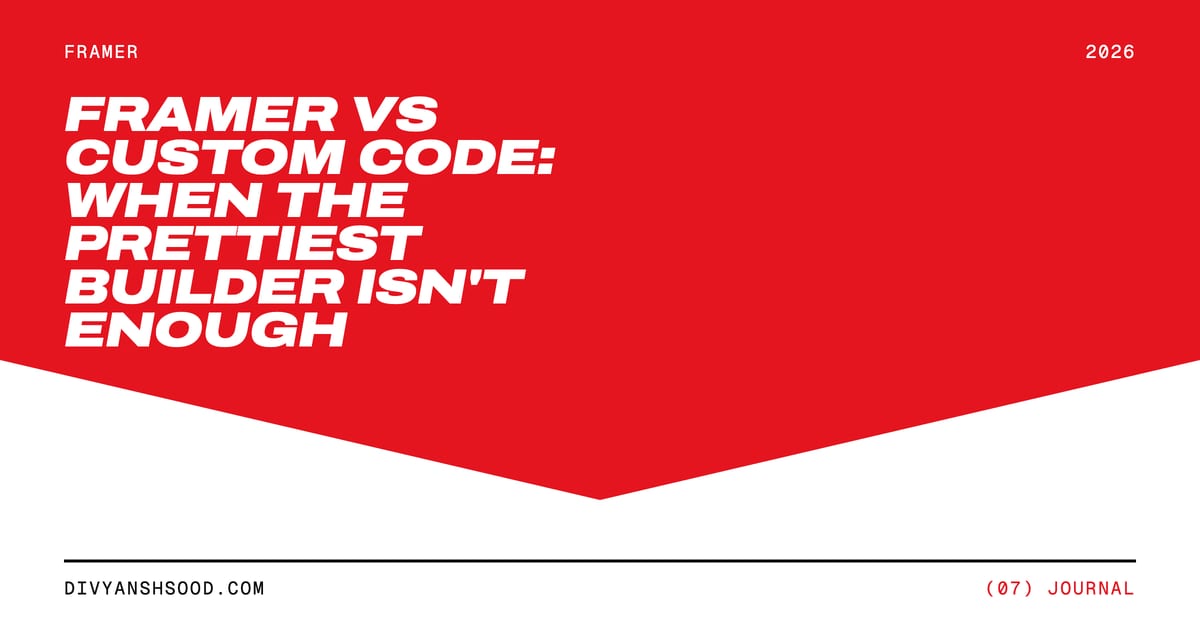 FRAMER
2026
FRAMER VS
CUSTOM CODE:
WHEN THE
PRETTIEST
BUILDER ISN'T
ENOUGH
DIVYANSHSOOD.COM
(07) JOURNAL